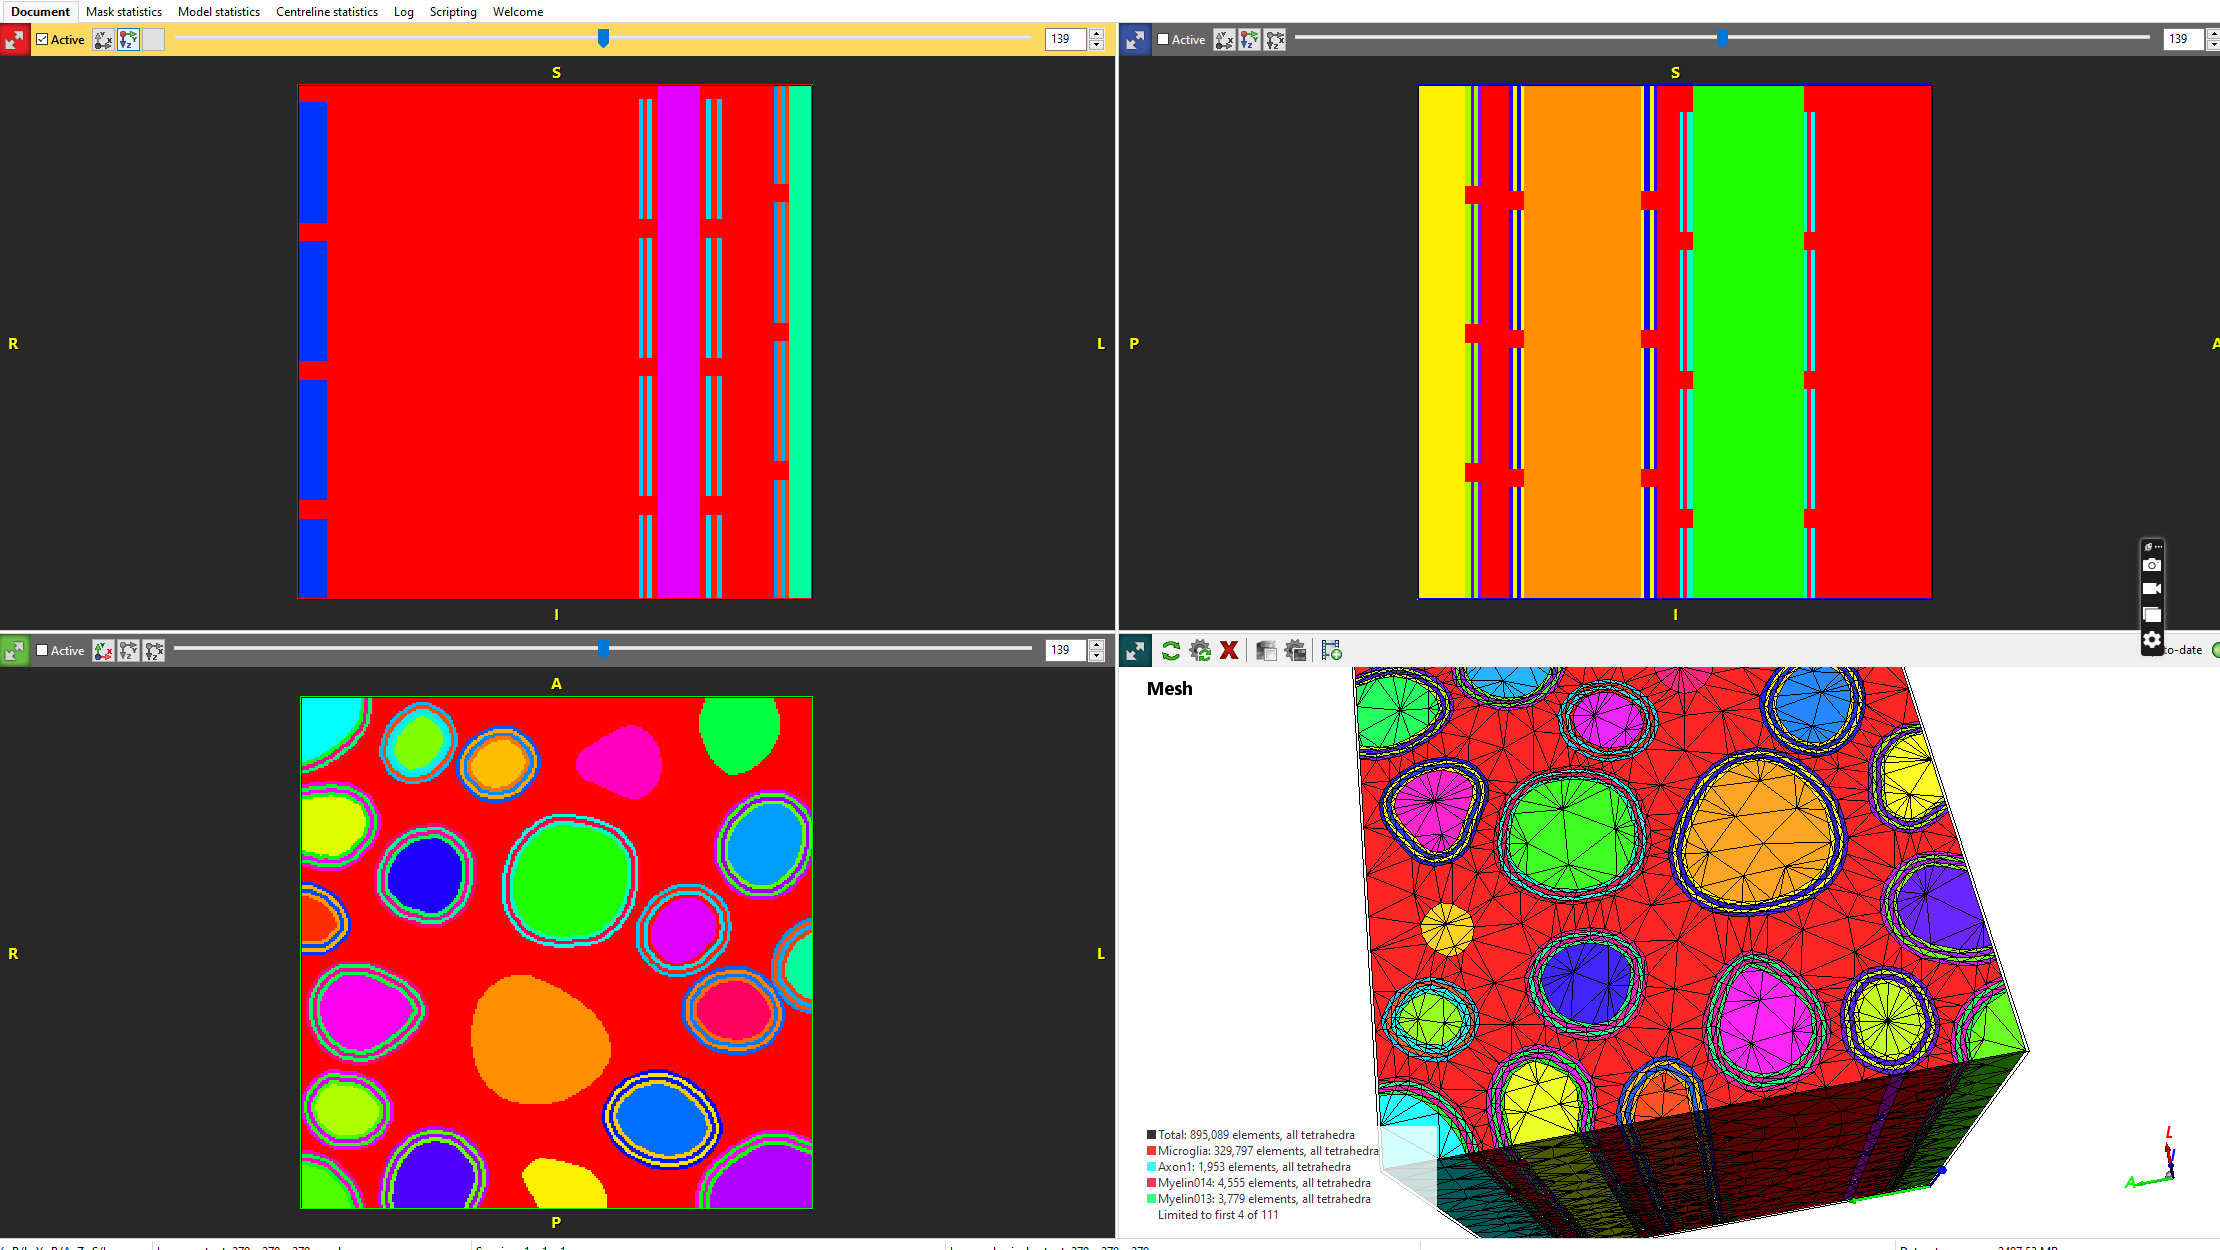 Document Mask statistics Model statistics Centreline statistics Log Scripting Welcome
Active 139
Active 139
S
S
R
L
P
A
I
I
Active 139
to-date
A
Mesh
R
L
Total: 895,089 elements, all tetrahedra
Microglia: 329,797 elements, all tetrahedra
Axon1: 1,953 elements, all tetrahedra
Myelin014: 4,555 elements, all tetrahedra
Myelin013: 3,779 elements, all tetrahedra
Limited to first 4 of 111
L
A
P